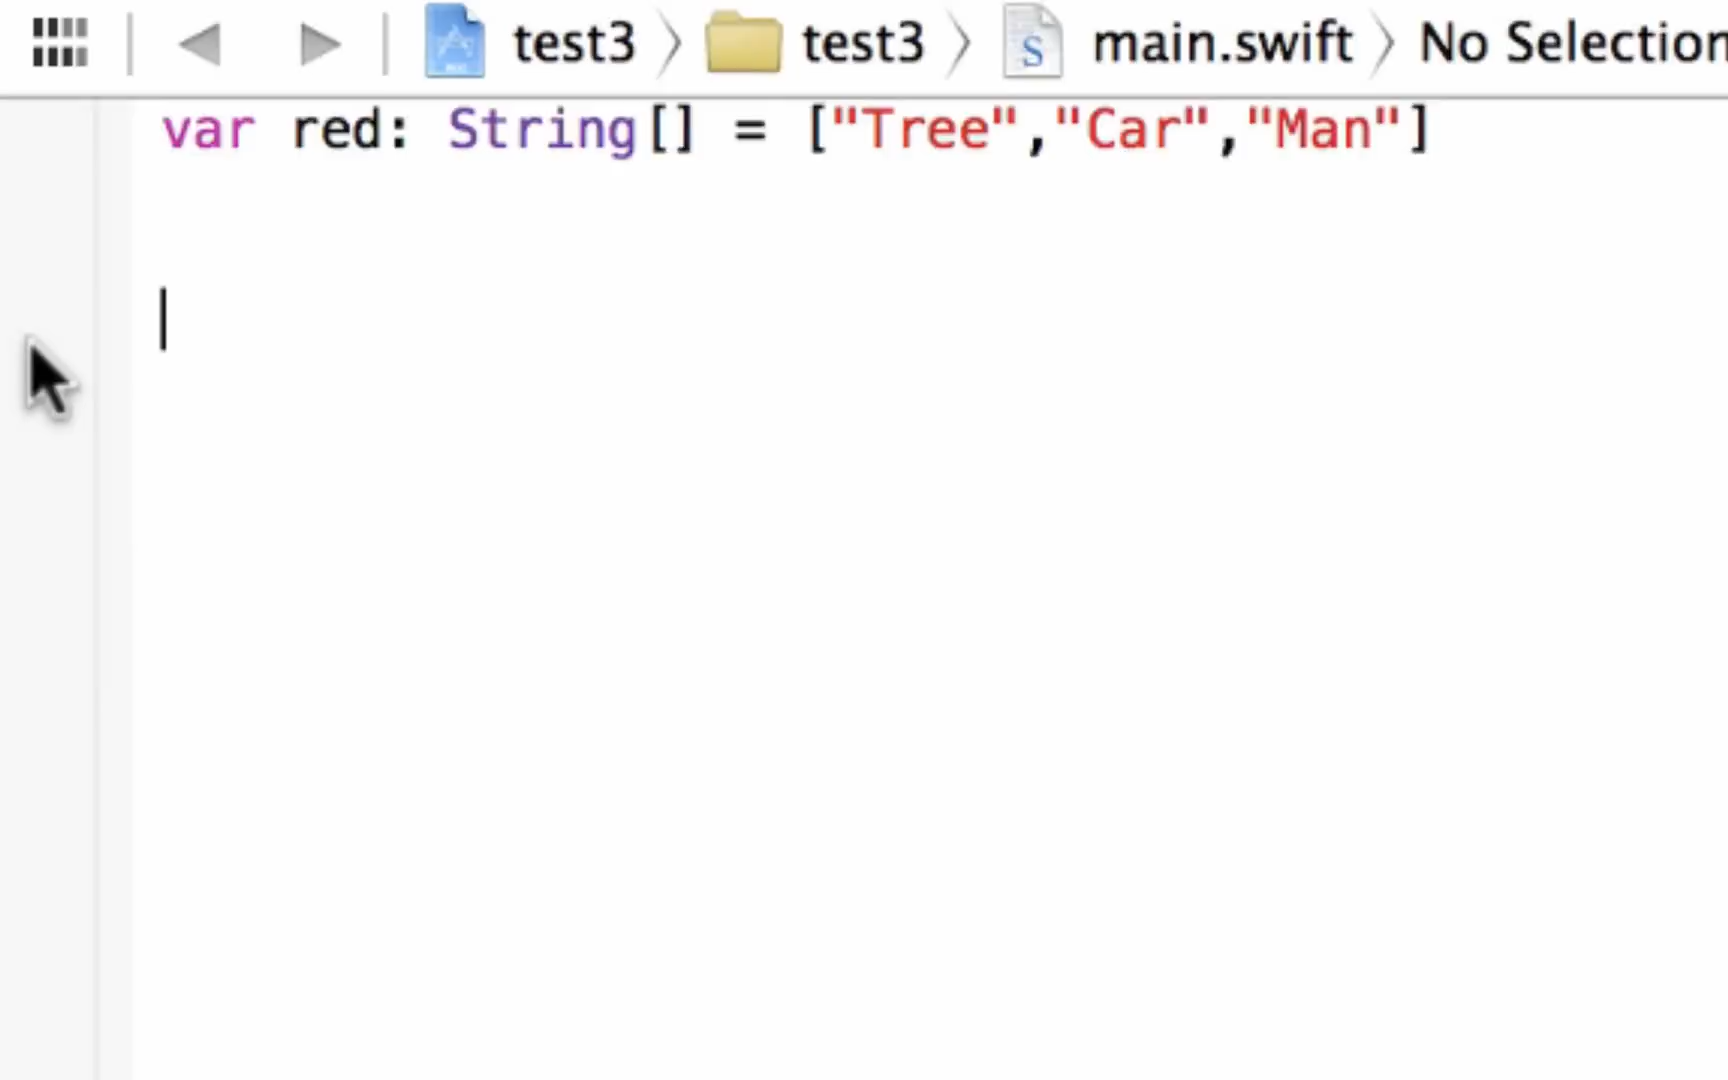 test3 〉 test3 〉 main.swift 〉 No Selection
var red: String[] = ["Tree","Car","Man"]